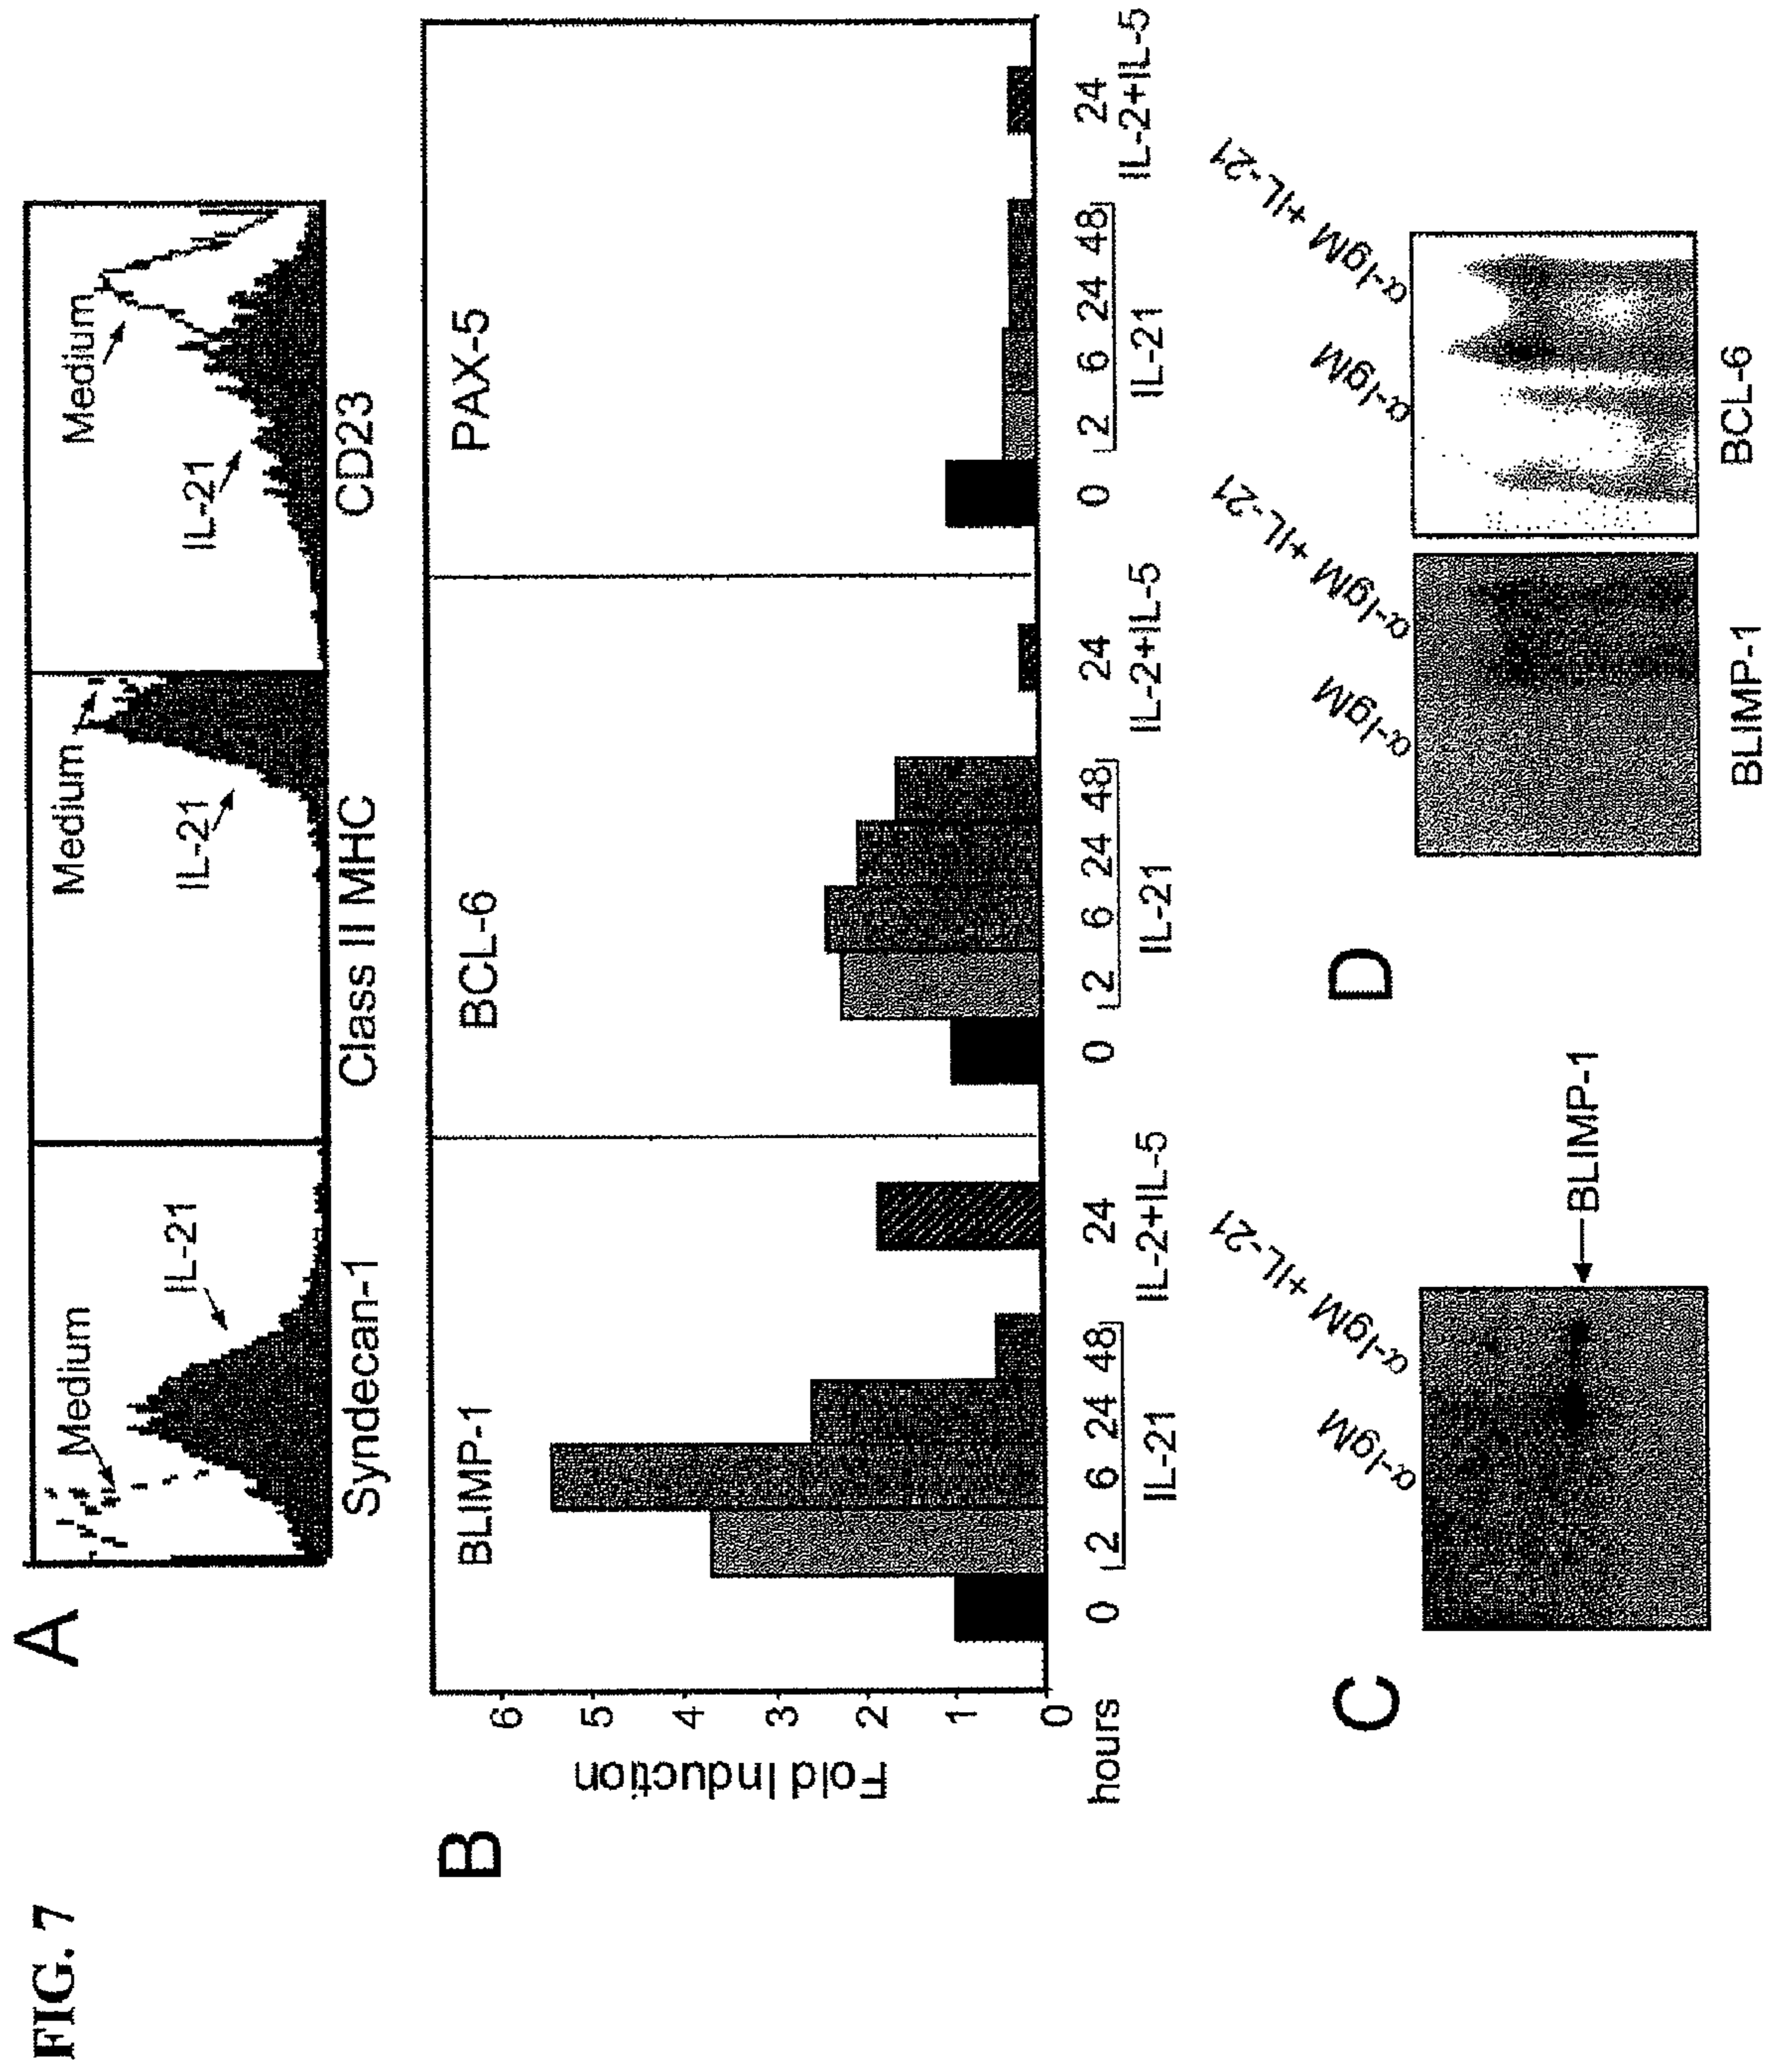 FIG. 7
A
Medium
IL-21
Syndecan-1
Medium
IL-21
Class II MHC
Medium
IL-21
CD23
B
Fold Induction
6
5
4
3
2
1
0
BLIMP-1
BCL-6
PAX-5
hours
0 2 6 24 48 24
IL-21 IL-2+IL-5
0 2 6 24 48 24
IL-21 IL-2+IL-5
0 2 6 24 48 24
IL-21 IL-2+IL-5
C
α-IgM
α-IgM +IL-21
BLIMP-1
D
α-IgM
α-IgM +IL-21
BLIMP-1
α-IgM
α-IgM +IL-21
BCL-6